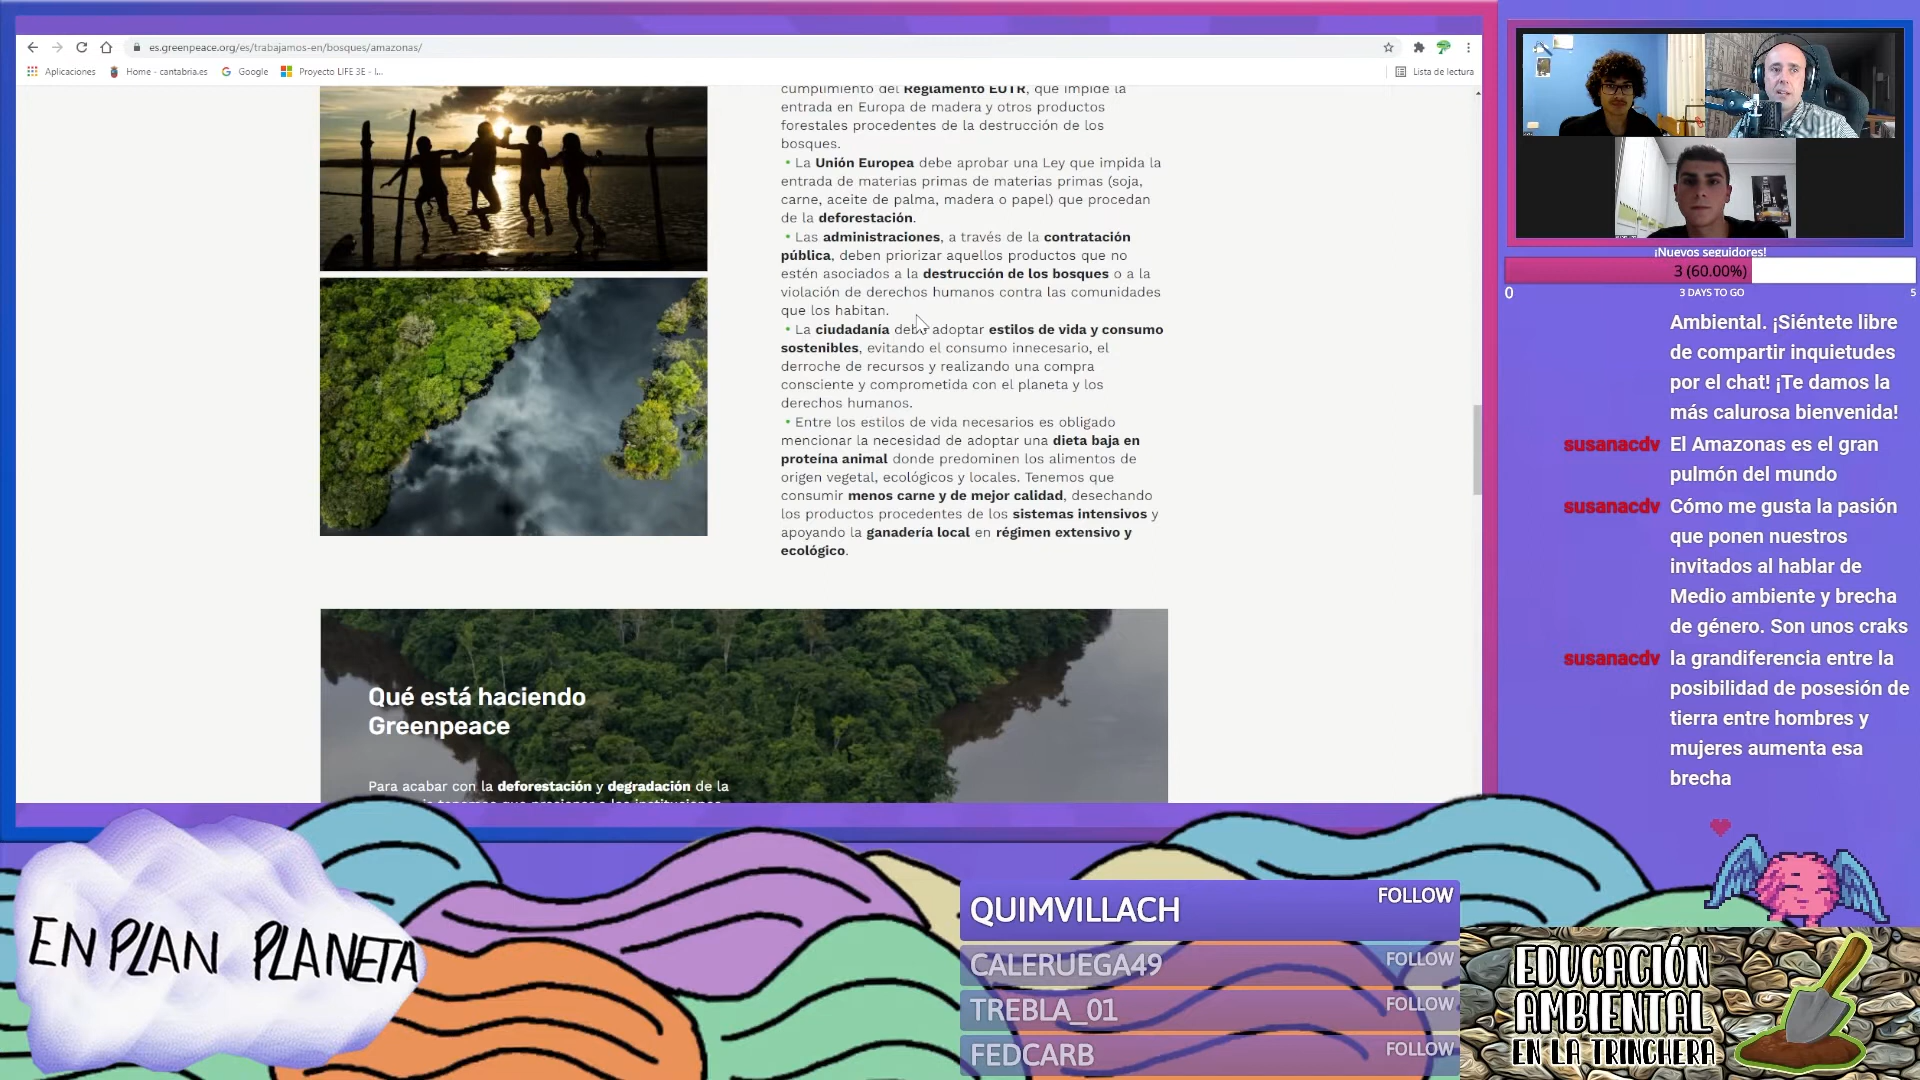 es.greenpeace.org/es/trabajamos-en/bosques/amazonas/
Aplicaciones
Home - cantabria.es
Google
Proyecto LIFE 3E - I...
Lista de lectura
cumplimiento del Reglamento EUTR, que impide la
entrada en Europa de madera y otros productos
forestales procedentes de la destrucción de los
bosques.
• La Unión Europea debe aprobar una Ley que impida la
entrada de materias primas de materias primas (soja,
carne, aceite de palma, madera o papel) que procedan
de la deforestación.
• Las administraciones, a través de la contratación
pública, deben priorizar aquellos productos que no
estén asociados a la destrucción de los bosques o a la
violación de derechos humanos contra las comunidades
que los habitan.
• La ciudadanía debe adoptar estilos de vida y consumo
sostenibles, evitando el consumo innecesario, el
derroche de recursos y realizando una compra
consciente y comprometida con el planeta y los
derechos humanos.
• Entre los estilos de vida necesarios es obligado
mencionar la necesidad de adoptar una dieta baja en
proteína animal donde predominen los alimentos de
origen vegetal, ecológicos y locales. Tenemos que
consumir menos carne y de mejor calidad, desechando
los productos procedentes de los sistemas intensivos y
apoyando la ganadería local en régimen extensivo y
ecológico.
Qué está haciendo
Greenpeace
Para acabar con la deforestación y degradación de la
¡Nuevos seguidores!
3 (60.00%)
0
3 DAYS TO GO
5
Ambiental. ¡Siéntete libre
de compartir inquietudes
por el chat! ¡Te damos la
más calurosa bienvenida!
susanacdv El Amazonas es el gran
pulmón del mundo
susanacdv Cómo me gusta la pasión
que ponen nuestros
invitados al hablar de
Medio ambiente y brecha
de género. Son unos craks
susanacdv la grandiferencia entre la
posibilidad de posesión de
tierra entre hombres y
mujeres aumenta esa
brecha
EN PLAN PLANETA
QUIMVILLACH FOLLOW
CALERUEGA49 FOLLOW
TREBLA_01 FOLLOW
FEDCARB FOLLOW
EDUCACIÓN
AMBIENTAL
EN LA TRINCHERA